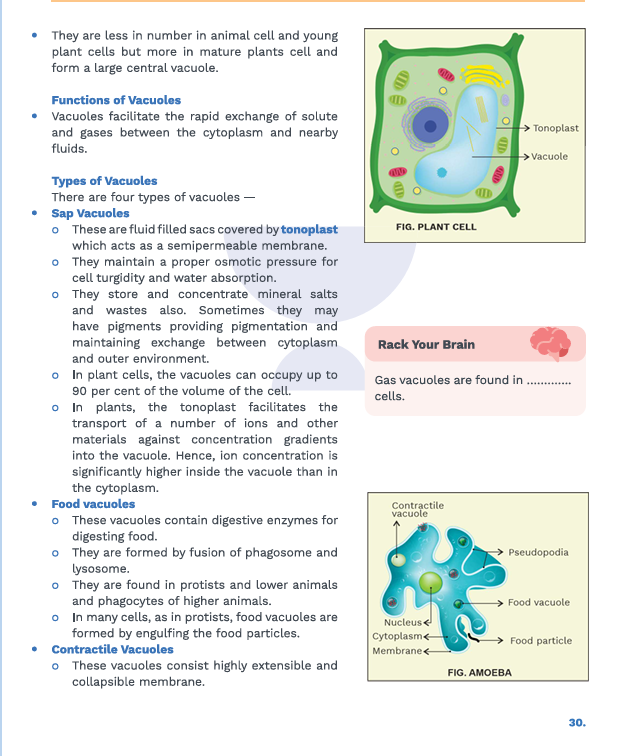 • They are less in number in animal cell and young
plant cells but more in mature plants cell and
form a large central vacuole.
Functions of Vacuoles
• Vacuoles facilitate the rapid exchange of solute
and gases between the cytoplasm and nearby
fluids.
Types of Vacuoles
There are four types of vacuoles —
• Sap Vacuoles
o These are fluid filled sacs covered by tonoplast
which acts as a semipermeable membrane.
o They maintain a proper osmotic pressure for
cell turgidity and water absorption.
o They store and concentrate mineral salts
and wastes also. Sometimes they may
have pigments providing pigmentation and
maintaining exchange between cytoplasm
and outer environment.
o In plant cells, the vacuoles can occupy up to
90 per cent of the volume of the cell.
o In plants, the tonoplast facilitates the
transport of a number of ions and other
materials against concentration gradients
into the vacuole. Hence, ion concentration is
significantly higher inside the vacuole than in
the cytoplasm.
• Food vacuoles
o These vacuoles contain digestive enzymes for
digesting food.
o They are formed by fusion of phagosome and
lysosome.
o They are found in protists and lower animals
and phagocytes of higher animals.
o In many cells, as in protists, food vacuoles are
formed by engulfing the food particles.
• Contractile Vacuoles
o These vacuoles consist highly extensible and
collapsible membrane.
Tonoplast
Vacuole
FIG. PLANT CELL
Rack Your Brain
Gas vacuoles are found in .............
cells.
Contractile
vacuole
Pseudopodia
Food vacuole
Nucleus
Cytoplasm
Food particle
Membrane
FIG. AMOEBA
30.